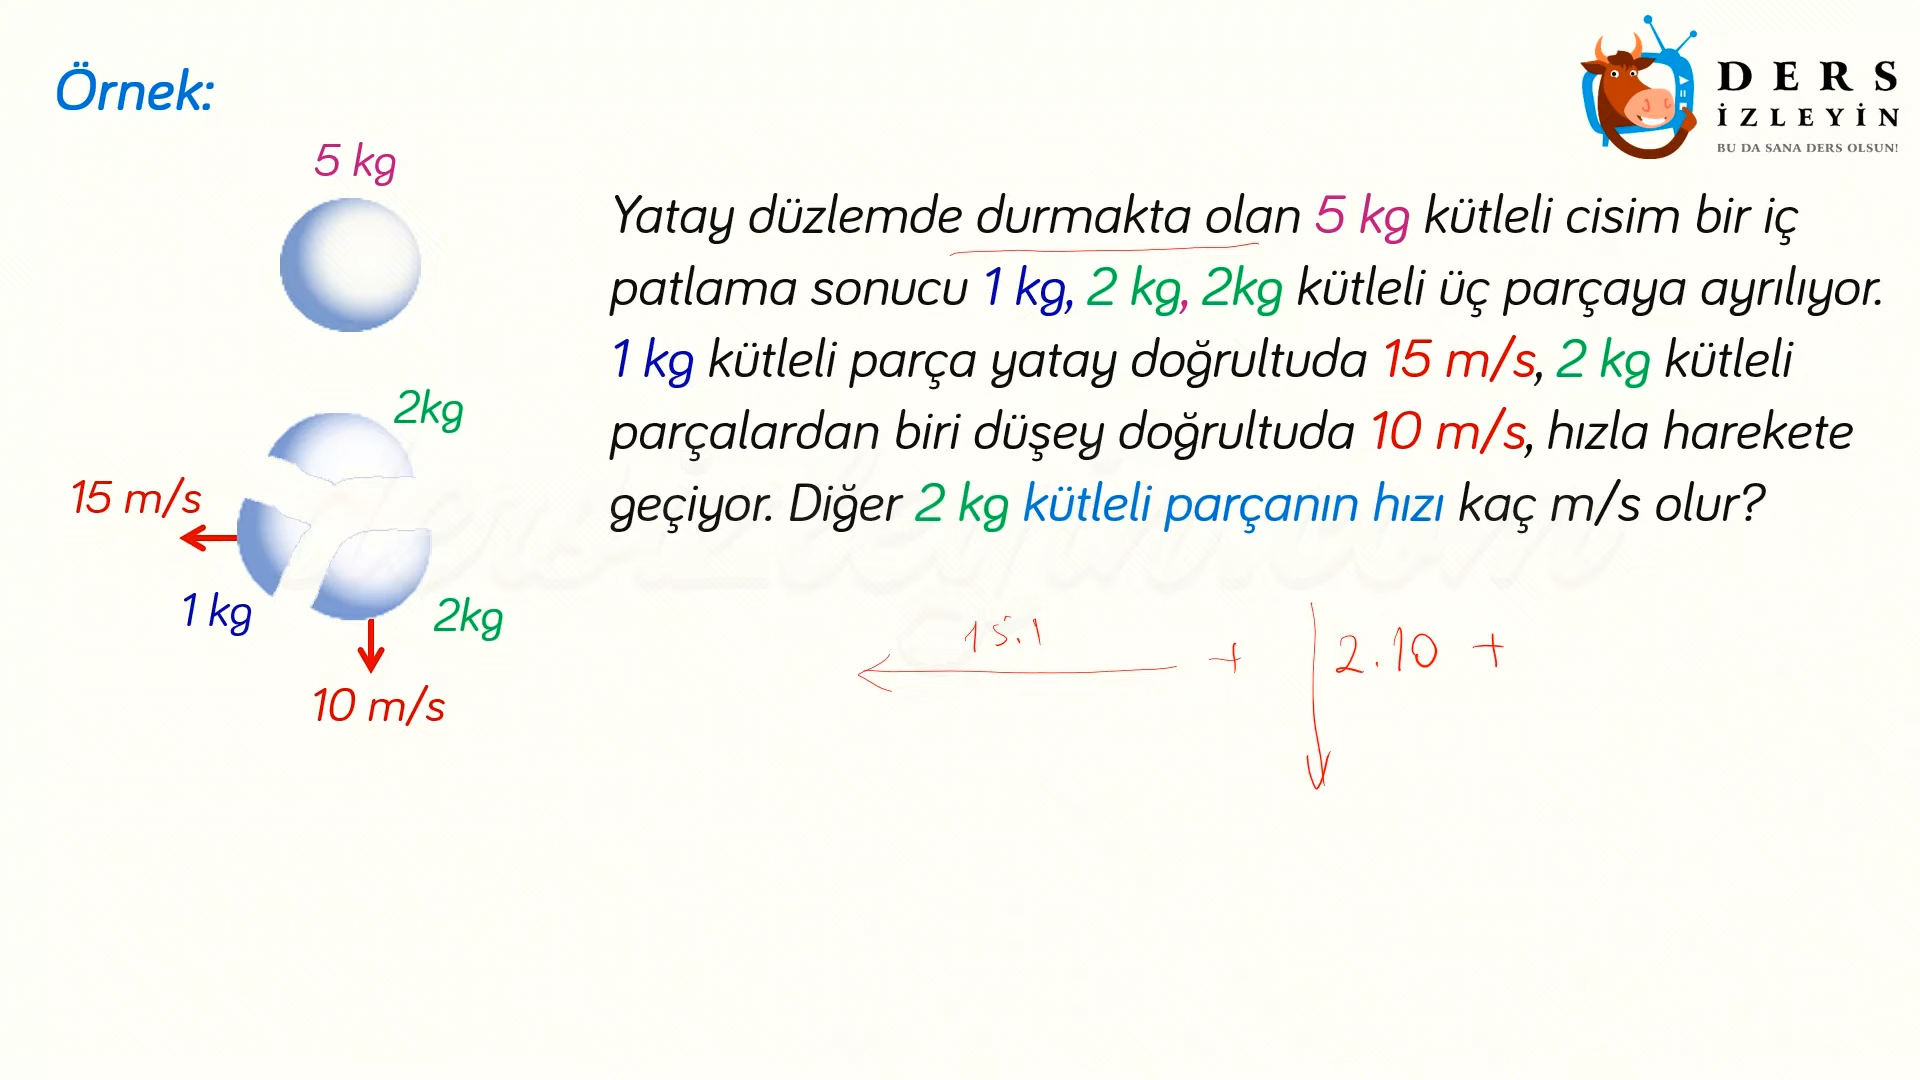 Örnek:
DERS
İZLEYİN
BU DA SANA DERS OLSUN!
5 kg
Yatay düzlemde durmakta olan 5 kg kütleli cisim bir iç
patlama sonucu 1 kg, 2 kg, 2kg kütleli üç parçaya ayrılıyor.
1 kg kütleli parça yatay doğrultuda 15 m/s, 2 kg kütleli
parçalardan biri düşey doğrultuda 10 m/s, hızla harekete
geçiyor. Diğer 2 kg kütleli parçanın hızı kaç m/s olur?
2kg
15 m/s
1 kg
2kg
10 m/s
dersizleyin.com
15.1 + 2.10 +